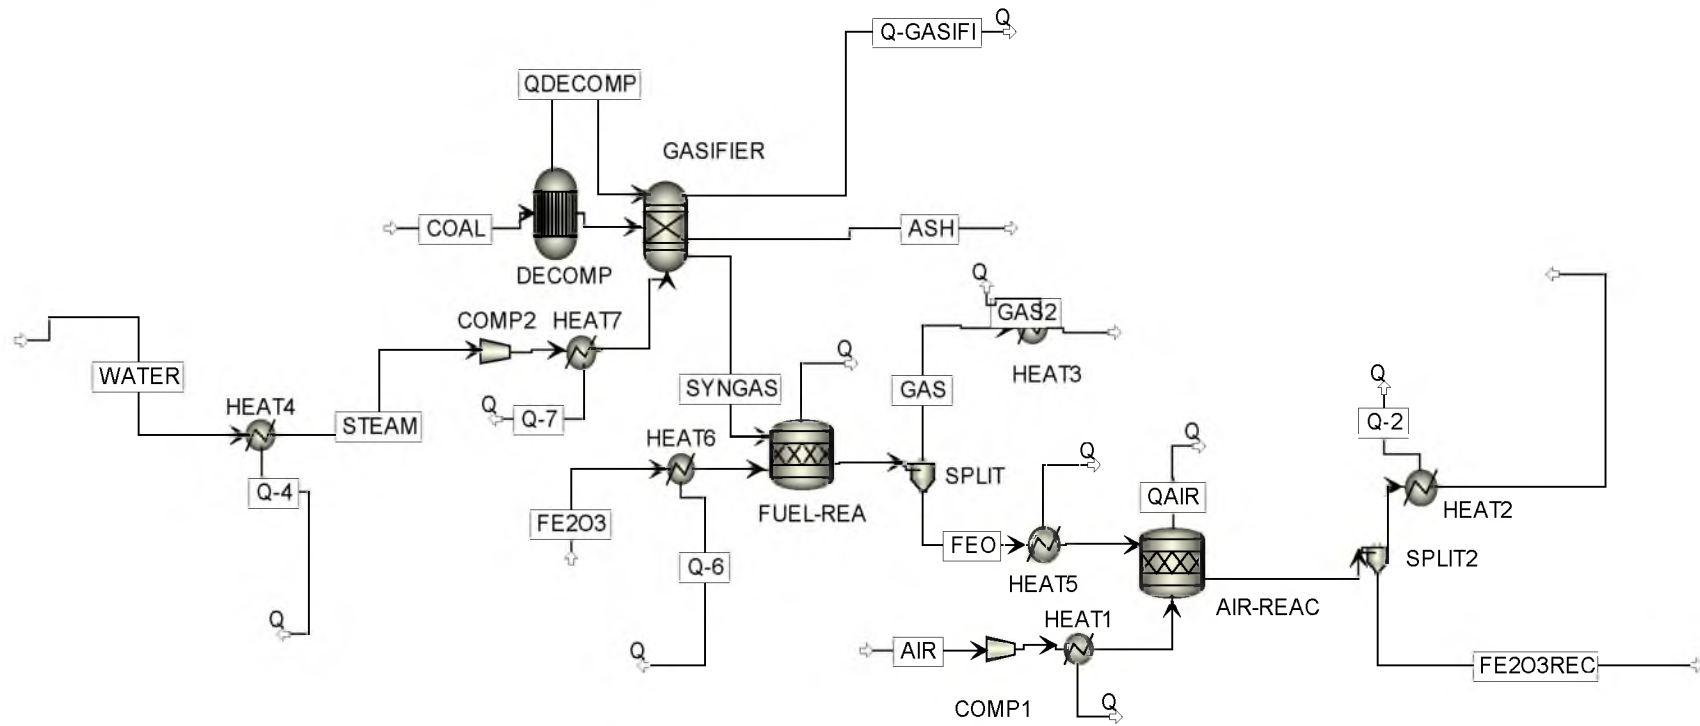 Q
Q-GASIFI
QDECOMP
GASIFIER
COAL
ASH
DECOMP
Q
GAS2
COMP2
HEAT7
WATER
SYNGAS
Q
GAS
HEAT3
Q
HEAT4
STEAM
Q
Q-7
Q-2
HEAT6
SPLIT
Q
Q
Q-4
QAIR
HEAT2
FE2O3
FUEL-REA
FEO
Q-6
HEAT5
SPLIT2
AIR-REAC
Q
HEAT1
Q
AIR
FE2O3REC
COMP1
Q